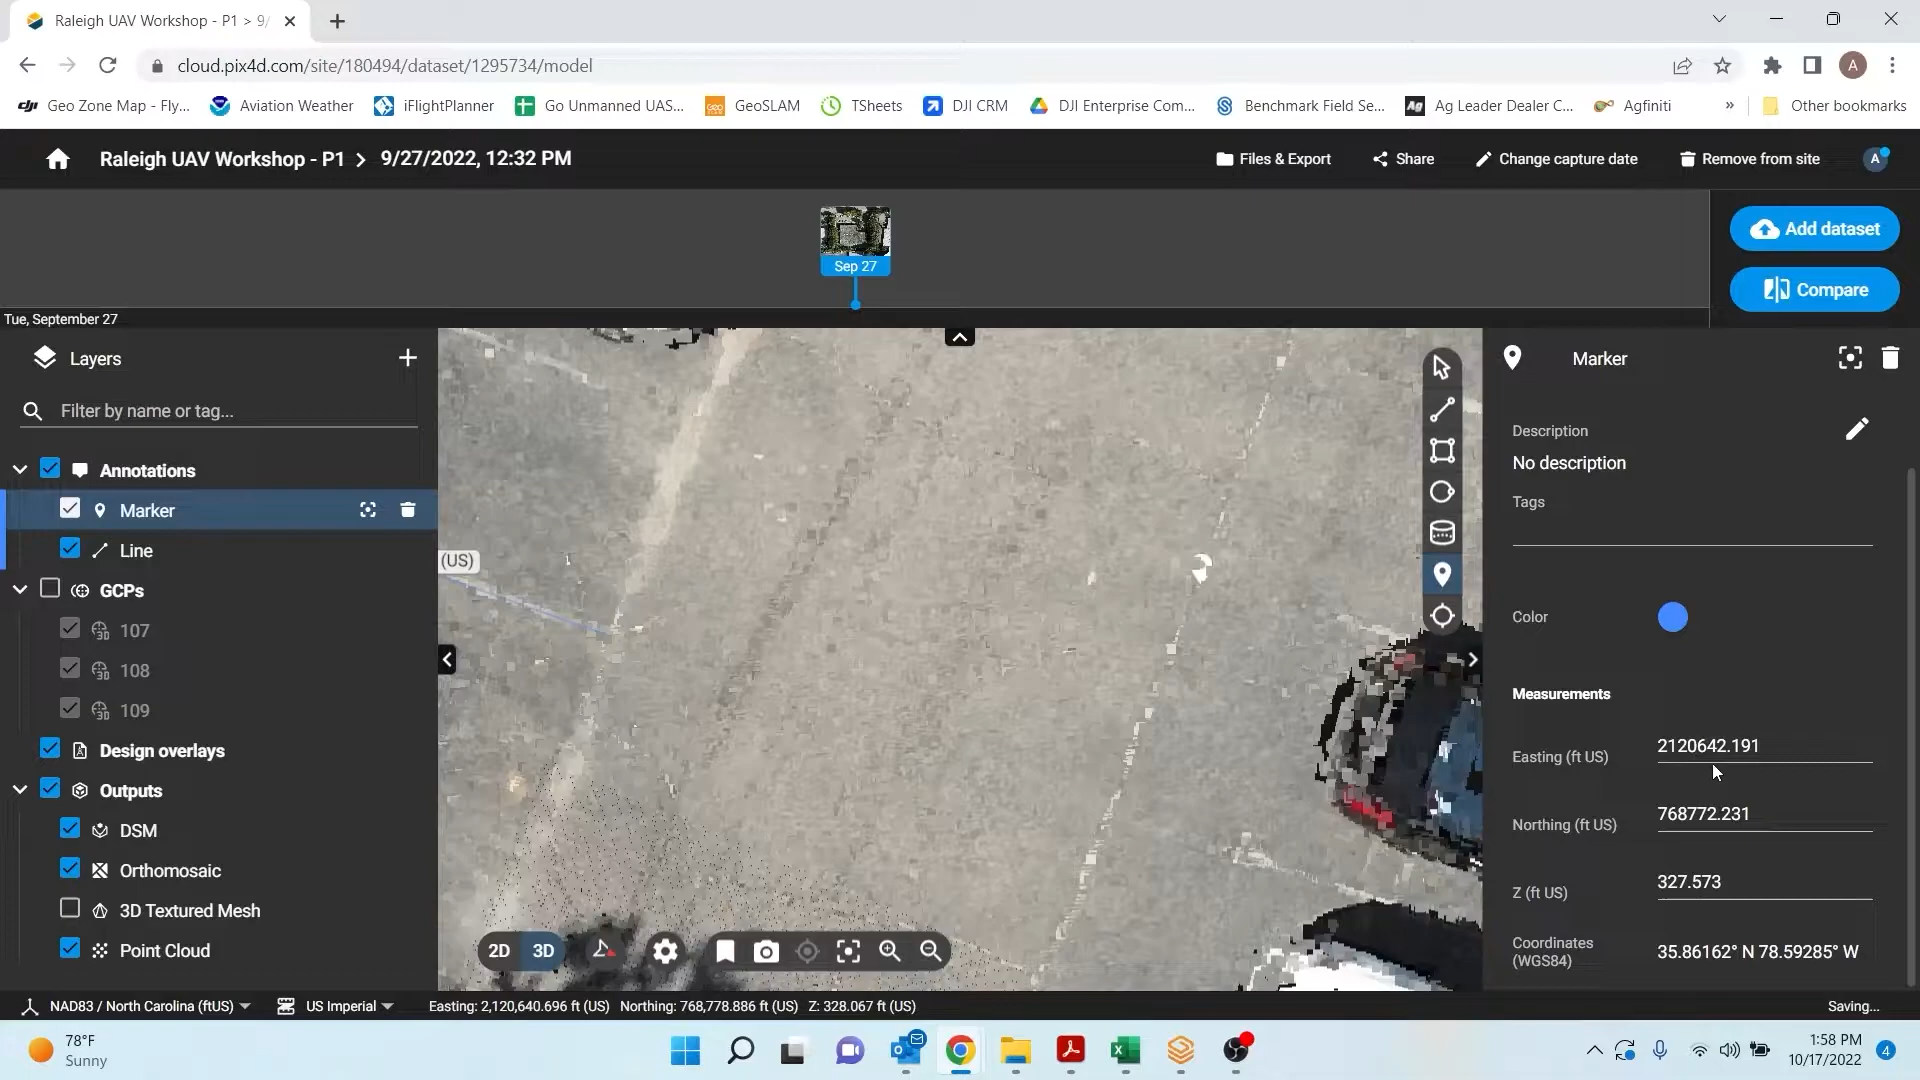 Raleigh UAV Workshop - P1 > 9/
cloud.pix4d.com/site/180494/dataset/1295734/model
A
dji Geo Zone Map - Fly... Aviation Weather iFlightPlanner Go Unmanned UAS... GEO SLAM GeoSLAM TSheets DJI CRM DJI Enterprise Com... Benchmark Field Se... Ag Ag Leader Dealer C... Agfiniti » Other bookmarks
Raleigh UAV Workshop - P1 > 9/27/2022, 12:32 PM Files & Export Share Change capture date Remove from site A
Add dataset
Sep 27
Compare
Tue, September 27
Layers
Filter by name or tag...
Annotations
Marker
Line
GCPs
107
108
109
Design overlays
Outputs
DSM
Orthomosaic
3D Textured Mesh
Point Cloud
(US)
2D 3D
Marker
Description
No description
Tags
Color
Measurements
Easting (ft US) 2120642.191
Northing (ft US) 768772.231
Z (ft US) 327.573
Coordinates (WGS84) 35.86162° N 78.59285° W
NAD83 / North Carolina (ftUS) US Imperial Easting: 2,120,640.696 ft (US) Northing: 768,778.886 ft (US) Z: 328.067 ft (US) Saving...
78°F
Sunny
1:58 PM
10/17/2022
4